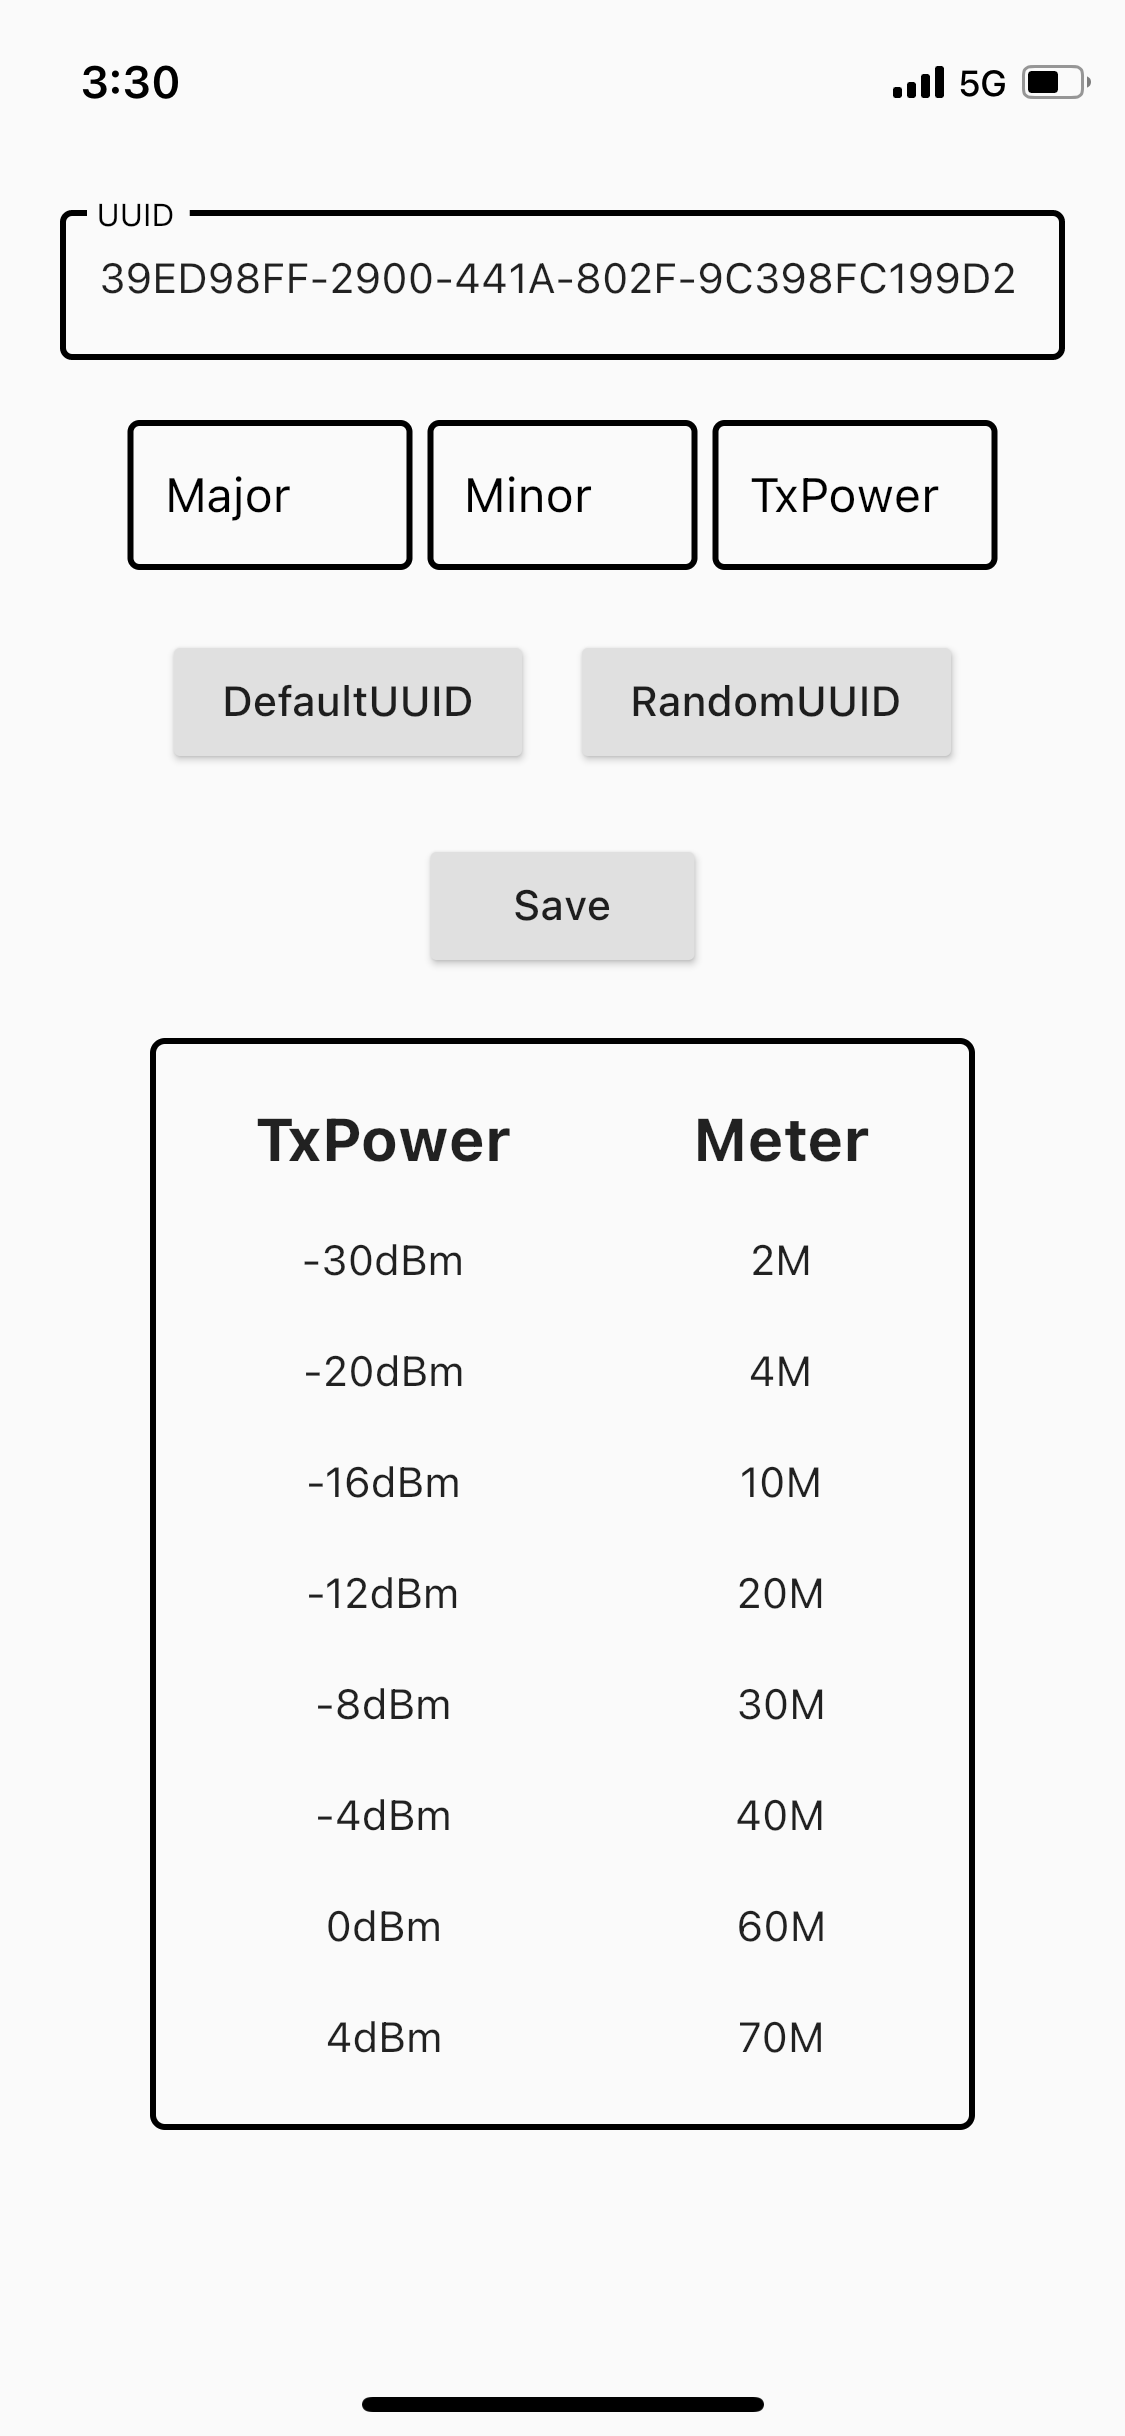 3:30 5G
UUID
39ED98FF-2900-441A-802F-9C398FC199D2
Major Minor TxPower
DefaultUUID RandomUUID
Save
TxPower Meter
-30dBm 2M
-20dBm 4M
-16dBm 10M
-12dBm 20M
-8dBm 30M
-4dBm 40M
0dBm 60M
4dBm 70M